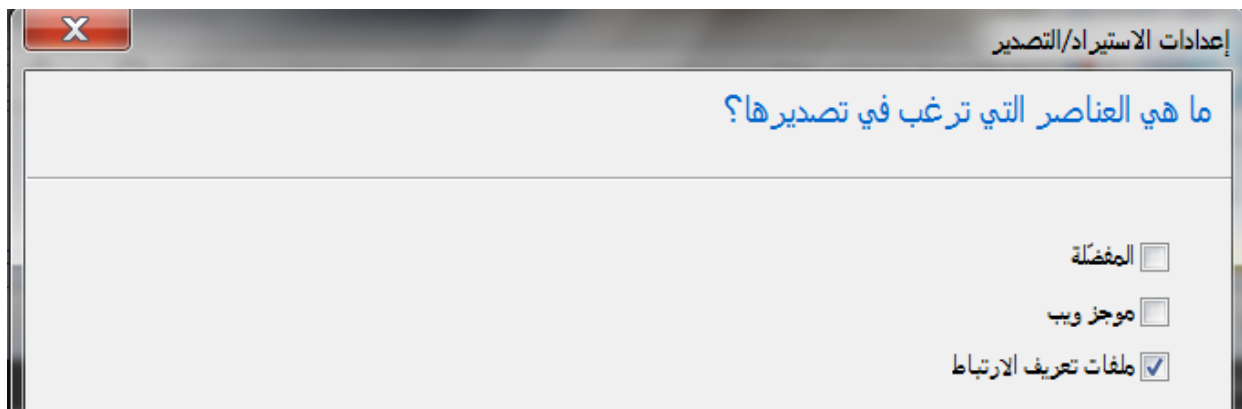 إعدادات الاستيراد/التصدير
ما هي العناصر التي ترغب في تصديرها؟
المفضّلة
موجز ويب
ملفات تعريف الارتباط